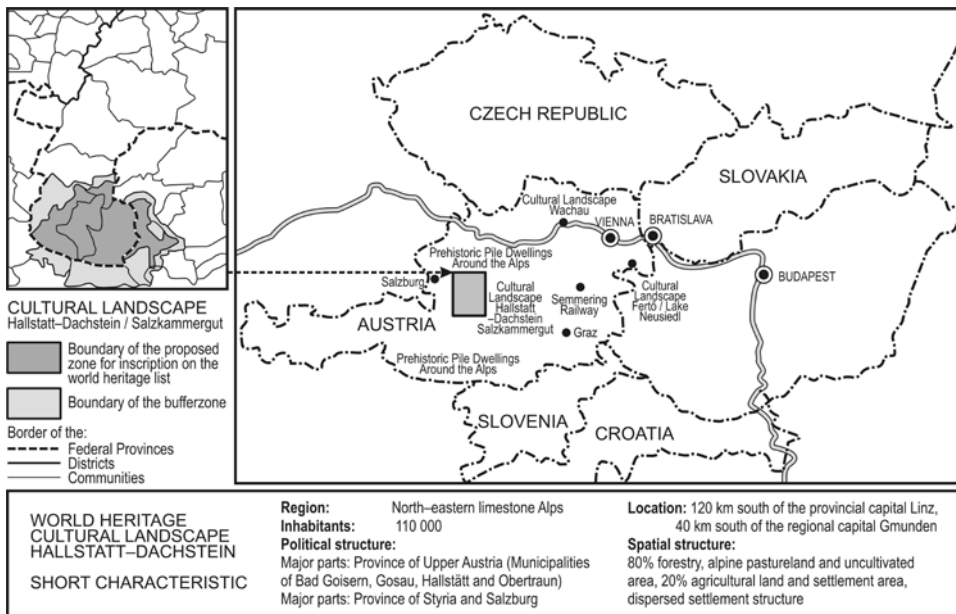 CZECH REPUBLIC
SLOVAKIA
Cultural Landscape
Wachau
VIENNA
BRATISLAVA
Prehistoric Pile Dwellings
Around the Alps
BUDAPEST
Salzburg
Cultural
Landscape
Hallstatt
–Dachstein
Salzkammergut
Semmering
Railway
Cultural
Landscape
Fertő / Lake
Neusiedl
AUSTRIA
Graz
Prehistoric Pile Dwellings
Around the Alps
SLOVENIA
CROATIA
CULTURAL LANDSCAPE
Hallstatt–Dachstein / Salzkammergut
Boundary of the proposed
zone for inscription on the
world heritage list
Boundary of the bufferzone
Border of the:
Federal Provinces
Districts
Communities
WORLD HERITAGE
CULTURAL LANDSCAPE
HALLSTATT–DACHSTEIN
SHORT CHARACTERISTIC
Region: North–eastern limestone Alps
Inhabitants: 110 000
Political structure:
Major parts: Province of Upper Austria (Municipalities
of Bad Goisern, Gosau, Hallstätt and Obertraun)
Major parts: Province of Styria and Salzburg
Location: 120 km south of the provincial capital Linz,
40 km south of the regional capital Gmunden
Spatial structure:
80% forestry, alpine pastureland and uncultivated
area, 20% agricultural land and settlement area,
dispersed settlement structure